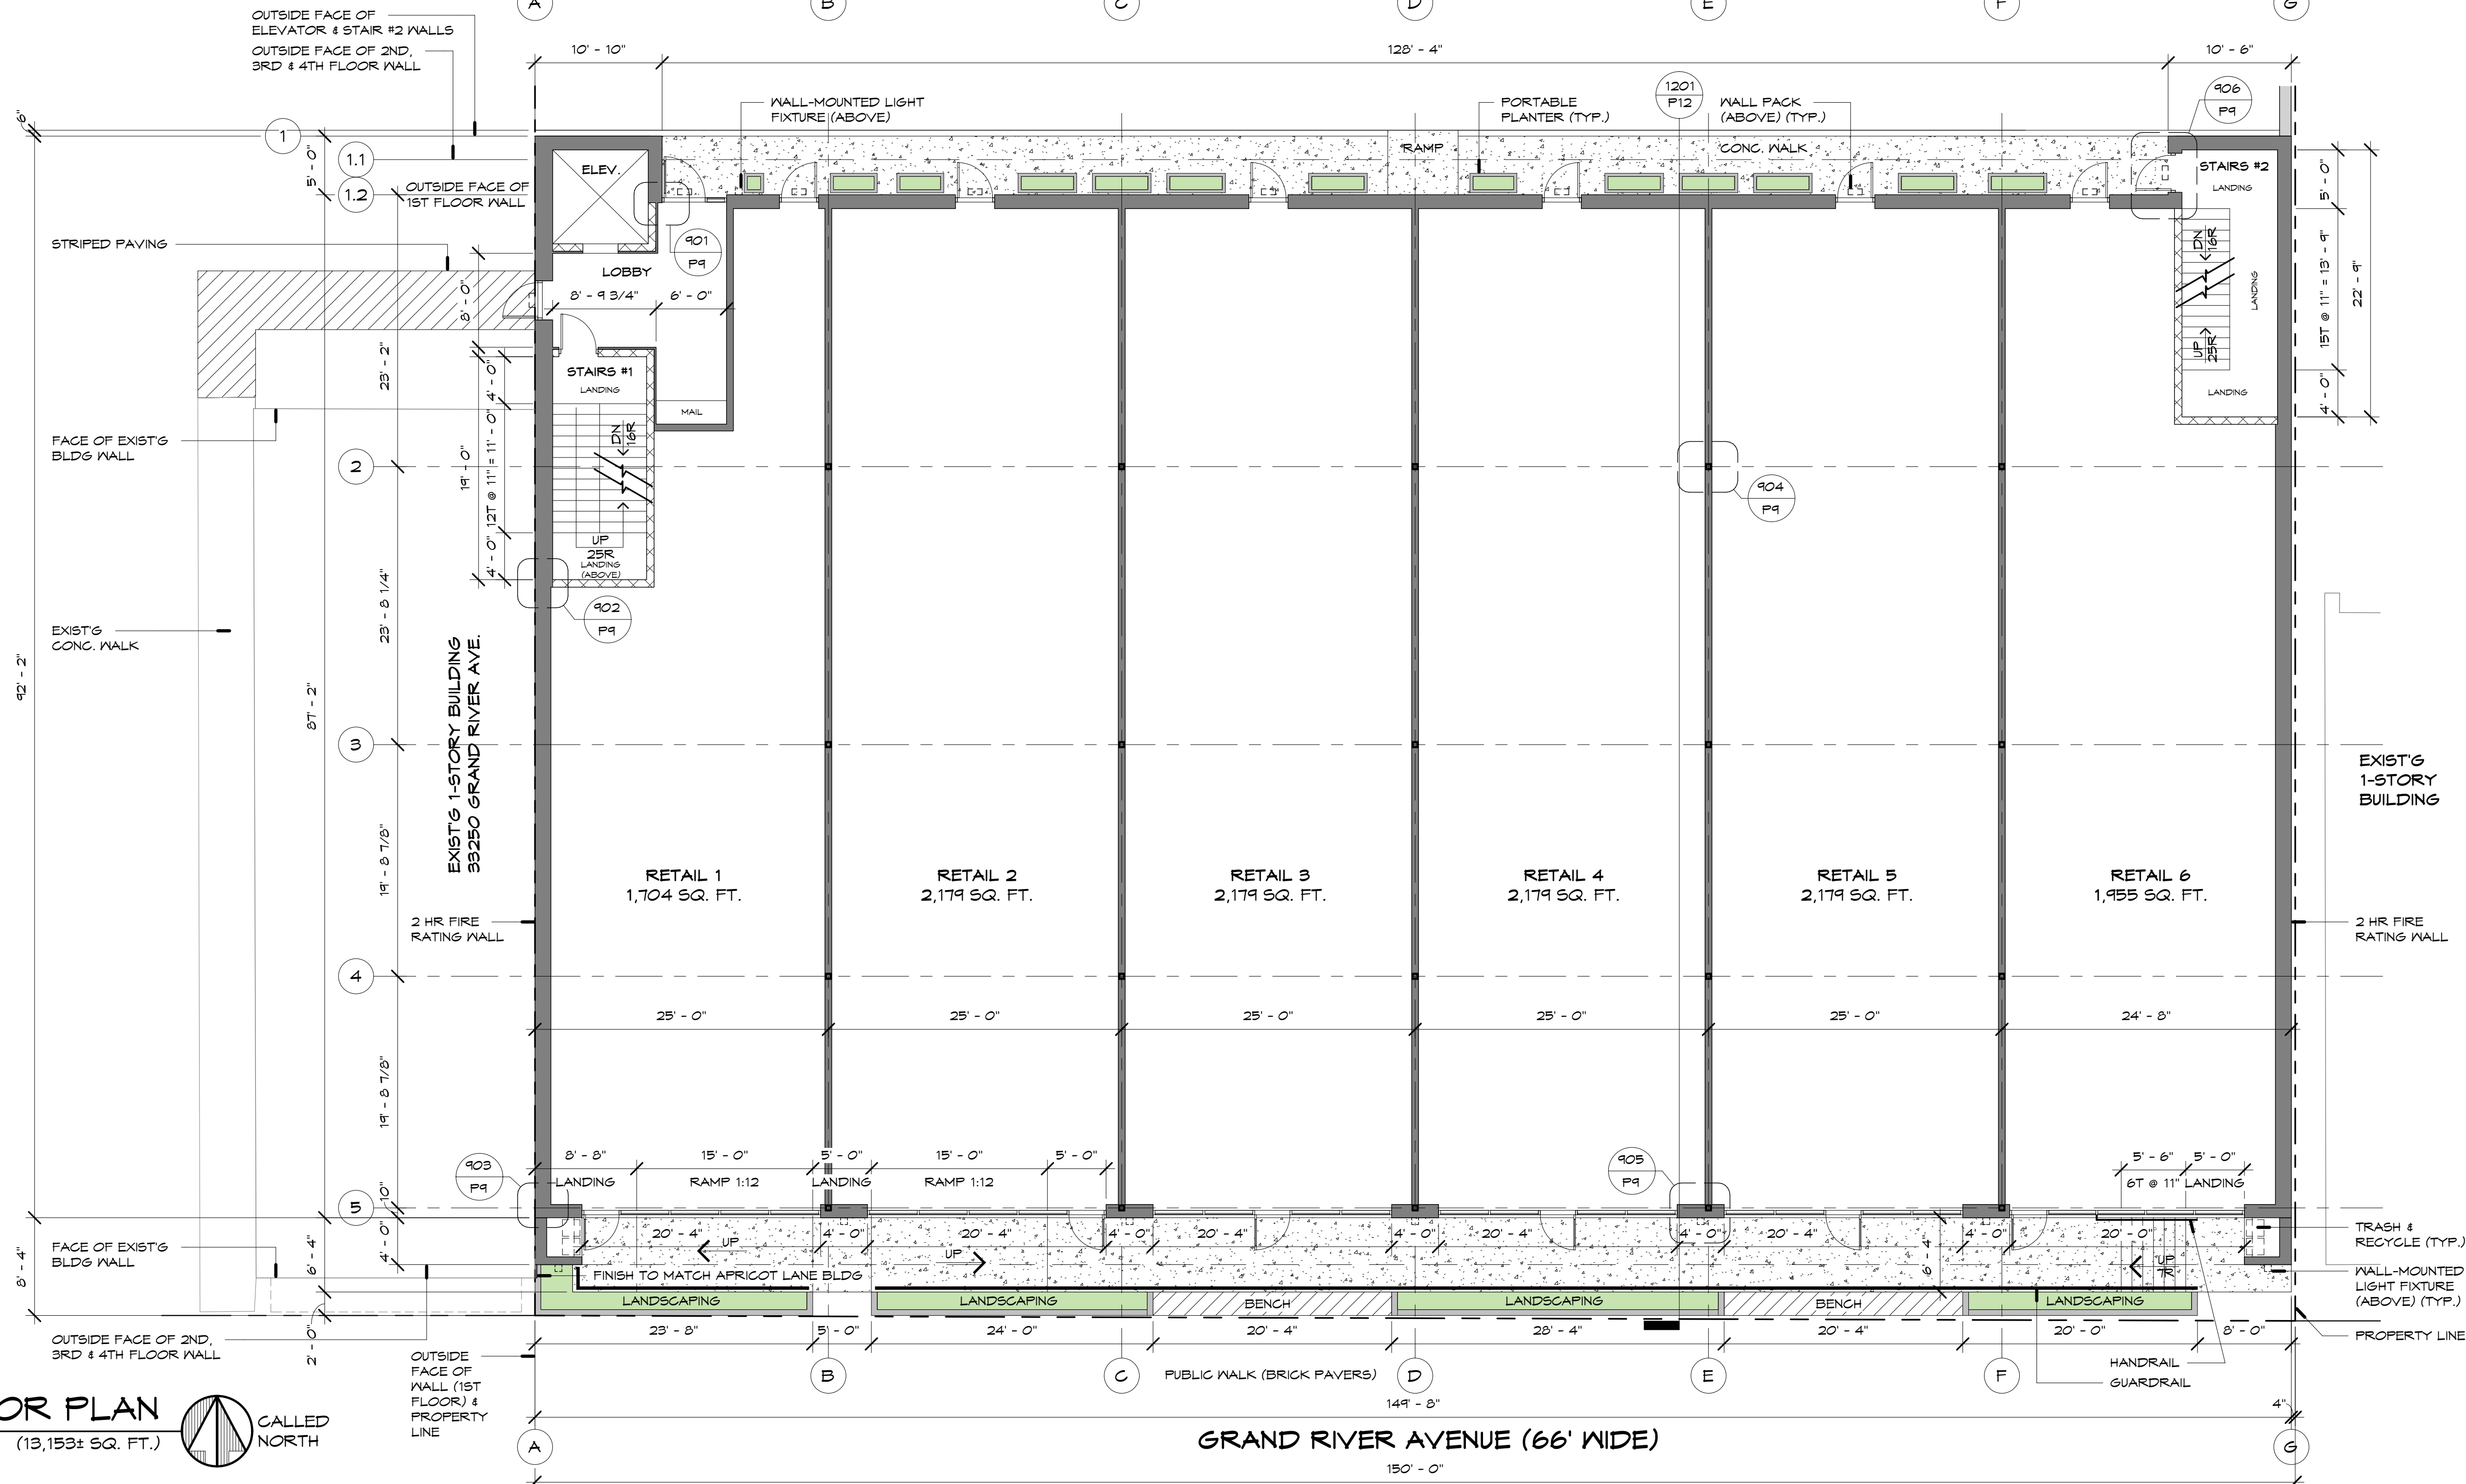 A B C D E F G
OUTSIDE FACE OF
ELEVATOR & STAIR #2 WALLS
OUTSIDE FACE OF 2ND,
3RD & 4TH FLOOR WALL
10' - 10"
128' - 4"
10' - 6"
WALL-MOUNTED LIGHT
FIXTURE (ABOVE)
PORTABLE
PLANTER (TYP.)
1201
P12
WALL PACK
(ABOVE) (TYP.)
906
P9
6"
1
1.1
1.2
5' - 0"
OUTSIDE FACE OF
1ST FLOOR WALL
ELEV.
RAMP
CONC. WALK
STAIRS #2
LANDING
5' - 0"
STRIPED PAVING
901
P9
LOBBY
8' - 9 3/4"
6' - 0"
8' - 0"
DN
16R
LANDING
UP
25R
LANDING
15T @ 11" = 13' - 9"
22' - 9"
4' - 0"
23' - 2"
STAIRS #1
LANDING
MAIL
4' - 0"
DN
16R
19' - 0"
12T @ 11" = 11' - 0"
4' - 0"
UP
25R
LANDING
(ABOVE)
FACE OF EXIST'G
BLDG WALL
2
904
P9
902
P9
23' - 8 1/4"
EXIST'G
CONC. WALK
92' - 2"
87' - 2"
EXIST'G 1-STORY BUILDING
33250 GRAND RIVER AVE.
3
EXIST'G
1-STORY
BUILDING
19' - 8 7/8"
RETAIL 1
1,704 SQ. FT.
RETAIL 2
2,179 SQ. FT.
RETAIL 3
2,179 SQ. FT.
RETAIL 4
2,179 SQ. FT.
RETAIL 5
2,179 SQ. FT.
RETAIL 6
1,955 SQ. FT.
2 HR FIRE
RATING WALL
2 HR FIRE
RATING WALL
4
25' - 0" 25' - 0" 25' - 0" 25' - 0" 25' - 0" 24' - 8"
19' - 8 7/8"
903
P9
8' - 8" 15' - 0" 5' - 0" 15' - 0" 5' - 0"
LANDING RAMP 1:12 LANDING RAMP 1:12
905
P9
5' - 6" 5' - 0"
6T @ 11" LANDING
10"
5
4' - 0"
6' - 4"
8' - 4"
2' - 0"
20' - 4" 4' - 0" 20' - 4" 4' - 0" 20' - 4" 4' - 0" 20' - 4" 4' - 0" 20' - 4" 4' - 0" 20' - 0"
UP
UP
6' - 4"
UP
7R
TRASH &
RECYCLE (TYP.)
FACE OF EXIST'G
BLDG WALL
FINISH TO MATCH APRICOT LANE BLDG
WALL-MOUNTED
LIGHT FIXTURE
(ABOVE) (TYP.)
LANDSCAPING LANDSCAPING BENCH LANDSCAPING BENCH LANDSCAPING
23' - 8" 5' - 0" 24' - 0" 20' - 4" 28' - 4" 20' - 4" 20' - 0" 8' - 0"
PROPERTY LINE
OUTSIDE FACE OF 2ND,
3RD & 4TH FLOOR WALL
OUTSIDE
FACE OF
WALL (1ST
FLOOR) &
PROPERTY
LINE
B C D E F
PUBLIC WALK (BRICK PAVERS)
HANDRAIL
GUARDRAIL
149' - 8"
4"
OR PLAN
(13,153± SQ. FT.)
CALLED
NORTH
A
GRAND RIVER AVENUE (66' WIDE)
G
150' - 0"